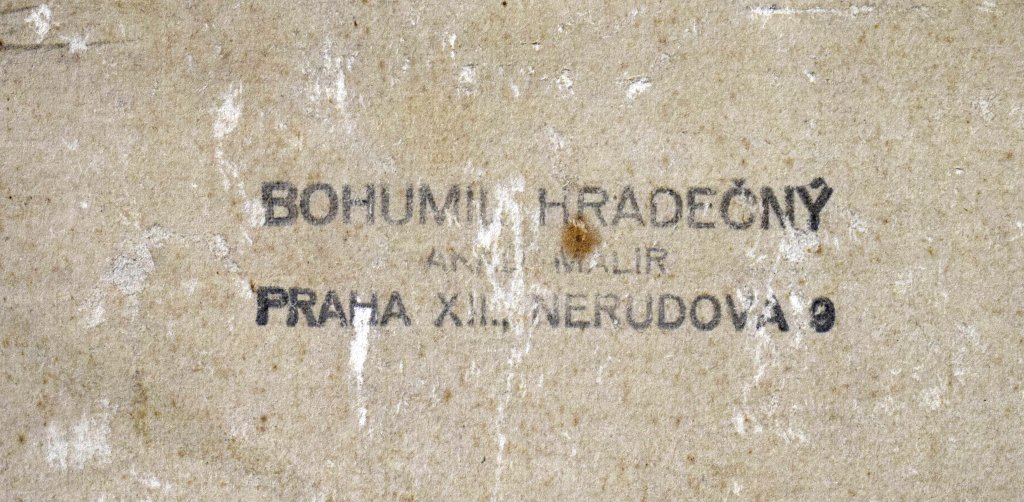 BOHUMIL HRADEČNÝ
MALIR
PRAHA XII., NERUDOVA 9